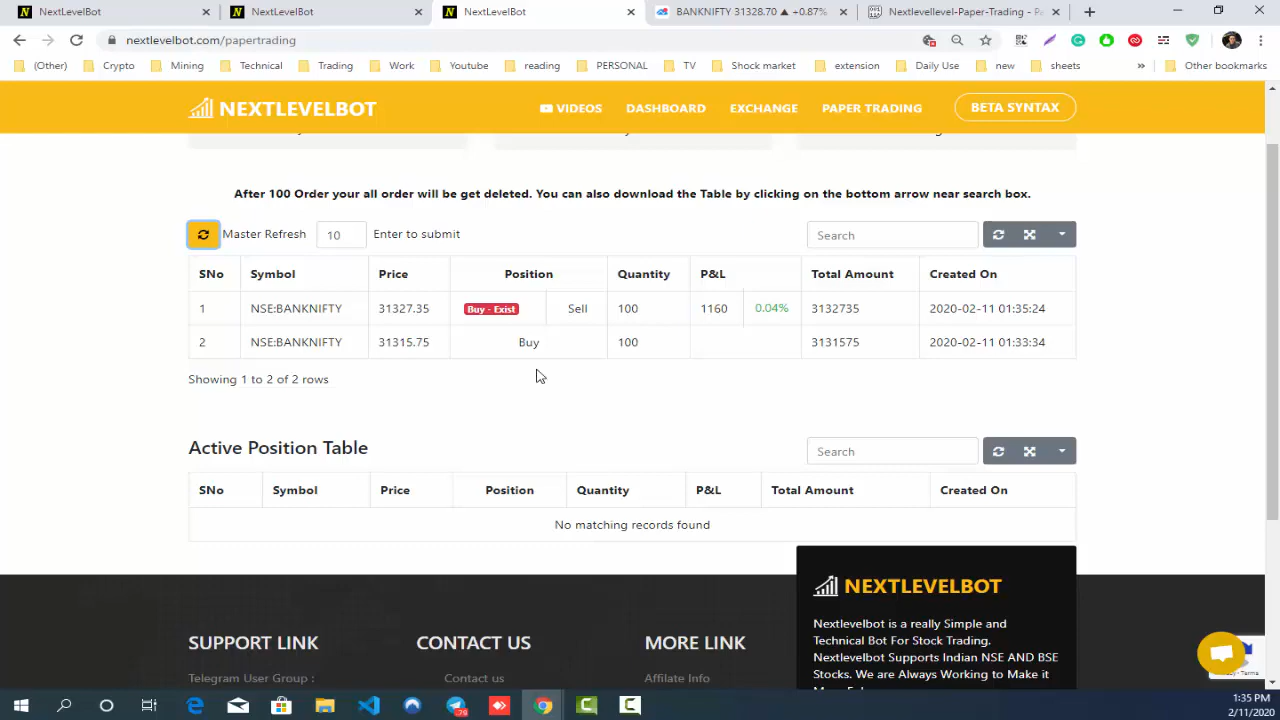 NextLevelBot
NextLevelBot
NextLevelBot
BANKNIFTY 31328.70 ▲ +0.87%
Nextlevellevel-Paper-Trading - P
nextlevelbot.com/papertrading
(Other) Crypto Mining Technical Trading Work Youtube reading PERSONAL TV Shock market extension Daily Use new sheets » Other bookmarks
NEXTLEVELBOT
VIDEOS DASHBOARD EXCHANGE PAPER TRADING BETA SYNTAX
After 100 Order your all order will be get deleted. You can also download the Table by clicking on the bottom arrow near search box.
Master Refresh 10 Enter to submit Search
SNo Symbol Price Position Quantity P&L Total Amount Created On
1 NSE:BANKNIFTY 31327.35 Buy - Exist Sell 100 1160 0.04% 3132735 2020-02-11 01:35:24
2 NSE:BANKNIFTY 31315.75 Buy 100 3131575 2020-02-11 01:33:34
Showing 1 to 2 of 2 rows
Active Position Table Search
SNo Symbol Price Position Quantity P&L Total Amount Created On
No matching records found
NEXTLEVELBOT
Nextlevelbot is a really Simple and
Technical Bot For Stock Trading.
Nextlevelbot Supports Indian NSE AND BSE
Stocks. We are Always Working to Make it
SUPPORT LINK CONTACT US MORE LINK
Telegram User Group : Contact us Affilate Info
Privacy - Terms
1:35 PM
2/11/2020